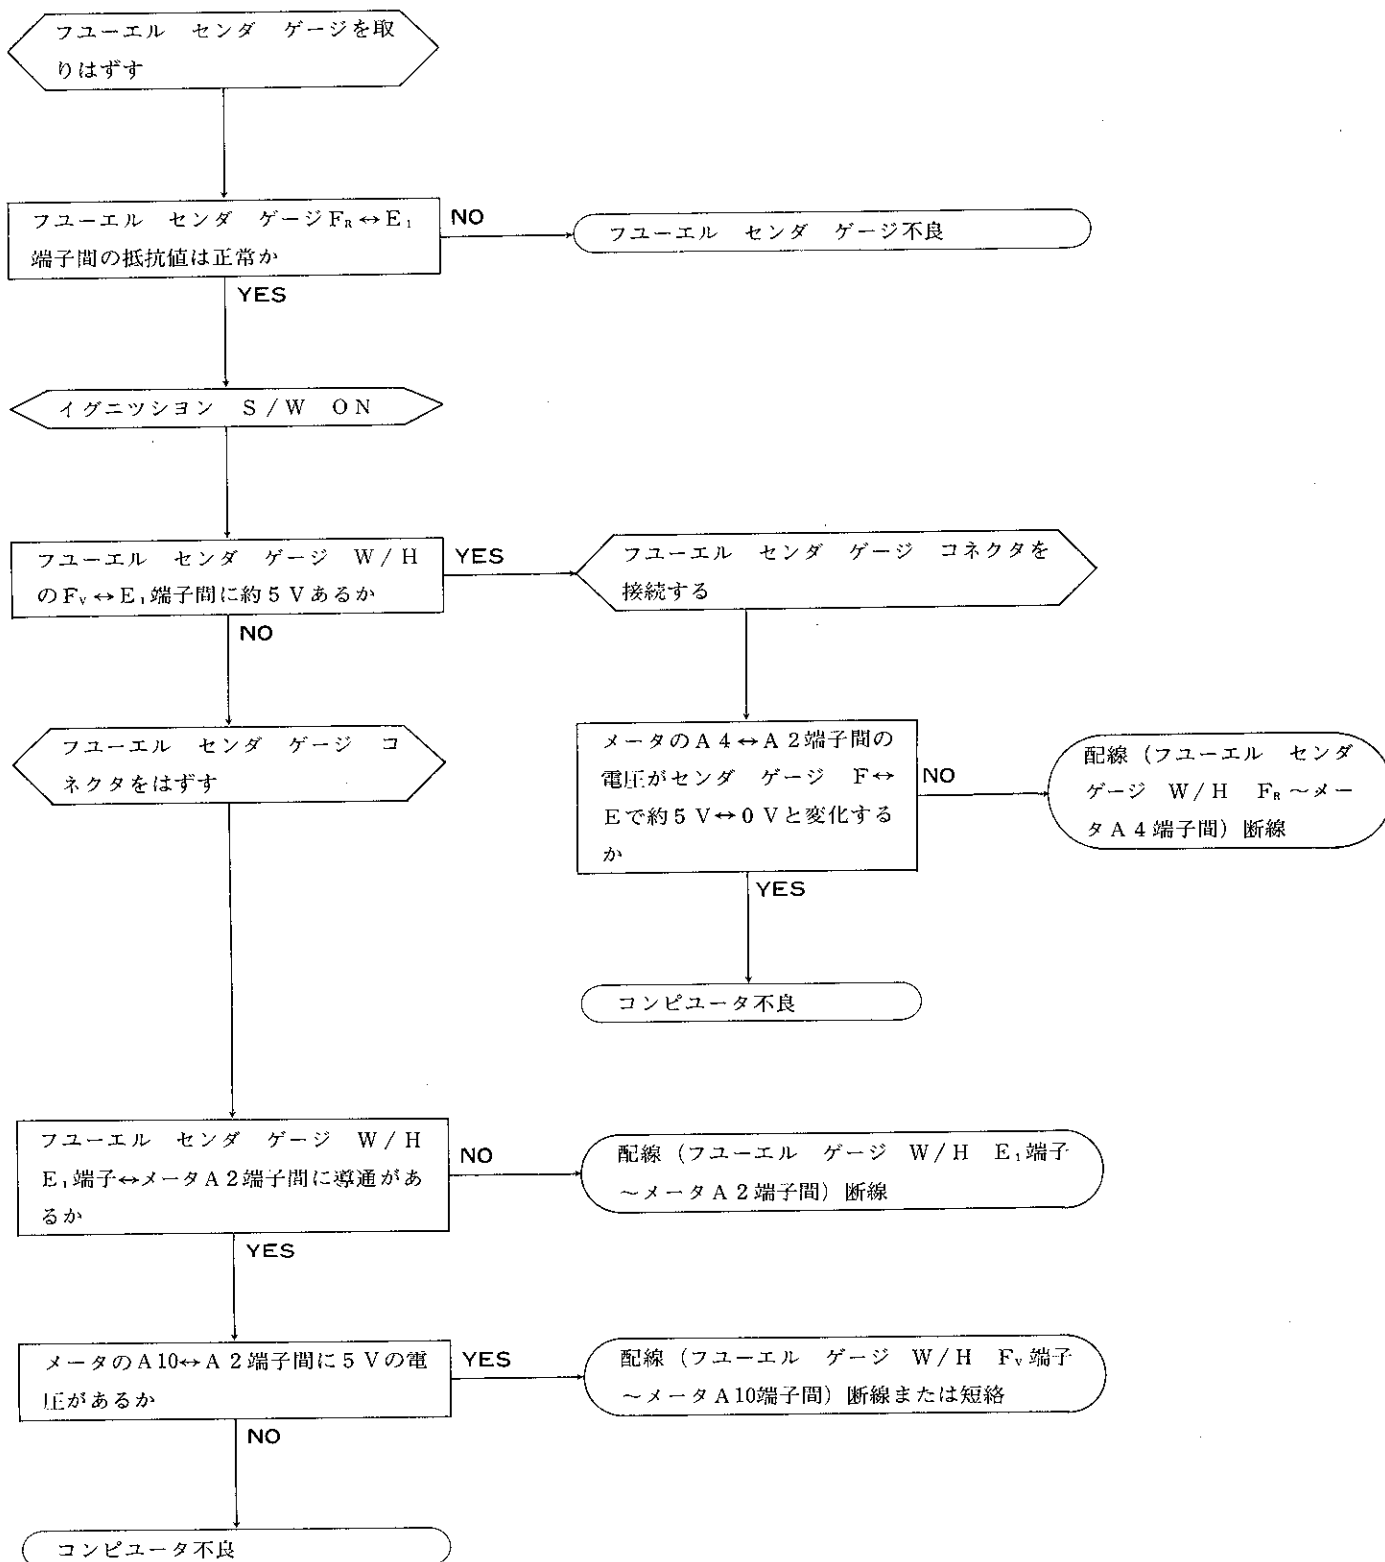 フユーエル センダ ゲージを取
りはずす
フユーエル センダ ゲージFR↔E1
端子間の抵抗値は正常か
NO
フユーエル センダ ゲージ不良
YES
イグニツシヨン S/W ON
フユーエル センダ ゲージ W/H
のFV↔E1端子間に約5Vあるか
YES
フユーエル センダ ゲージ コネクタを
接続する
NO
フユーエル センダ ゲージ コ
ネクタをはずす
メータのA4↔A2端子間の
電圧がセンダ ゲージ F↔
Eで約5V↔0Vと変化する
か
NO
配線(フユーエル センダ
ゲージ W/H FR~メー
タA4端子間)断線
YES
コンピユータ不良
フユーエル センダ ゲージ W/H
E1端子↔メータA2端子間に導通があ
るか
NO
配線(フユーエル ゲージ W/H E1端子
~メータA2端子間)断線
YES
メータのA10↔A2端子間に5Vの電
圧があるか
YES
配線(フユーエル ゲージ W/H FV端子
~メータA10端子間)断線または短絡
NO
コンピユータ不良